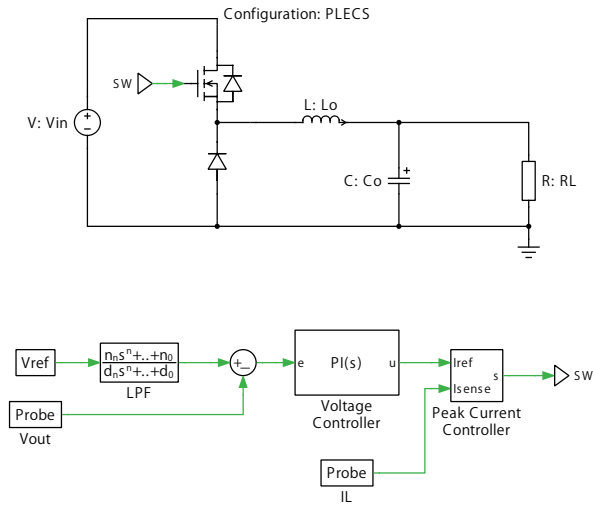 Configuration: PLECS
SW
L: Lo
V: Vin
C: Co
+
R: RL
Vref
nₙsⁿ+..+n₀
dₙsⁿ+..+d₀
LPF
e
PI(s)
u
Voltage
Controller
Iref
Isense
s
Peak Current
Controller
SW
Probe
Vout
Probe
IL